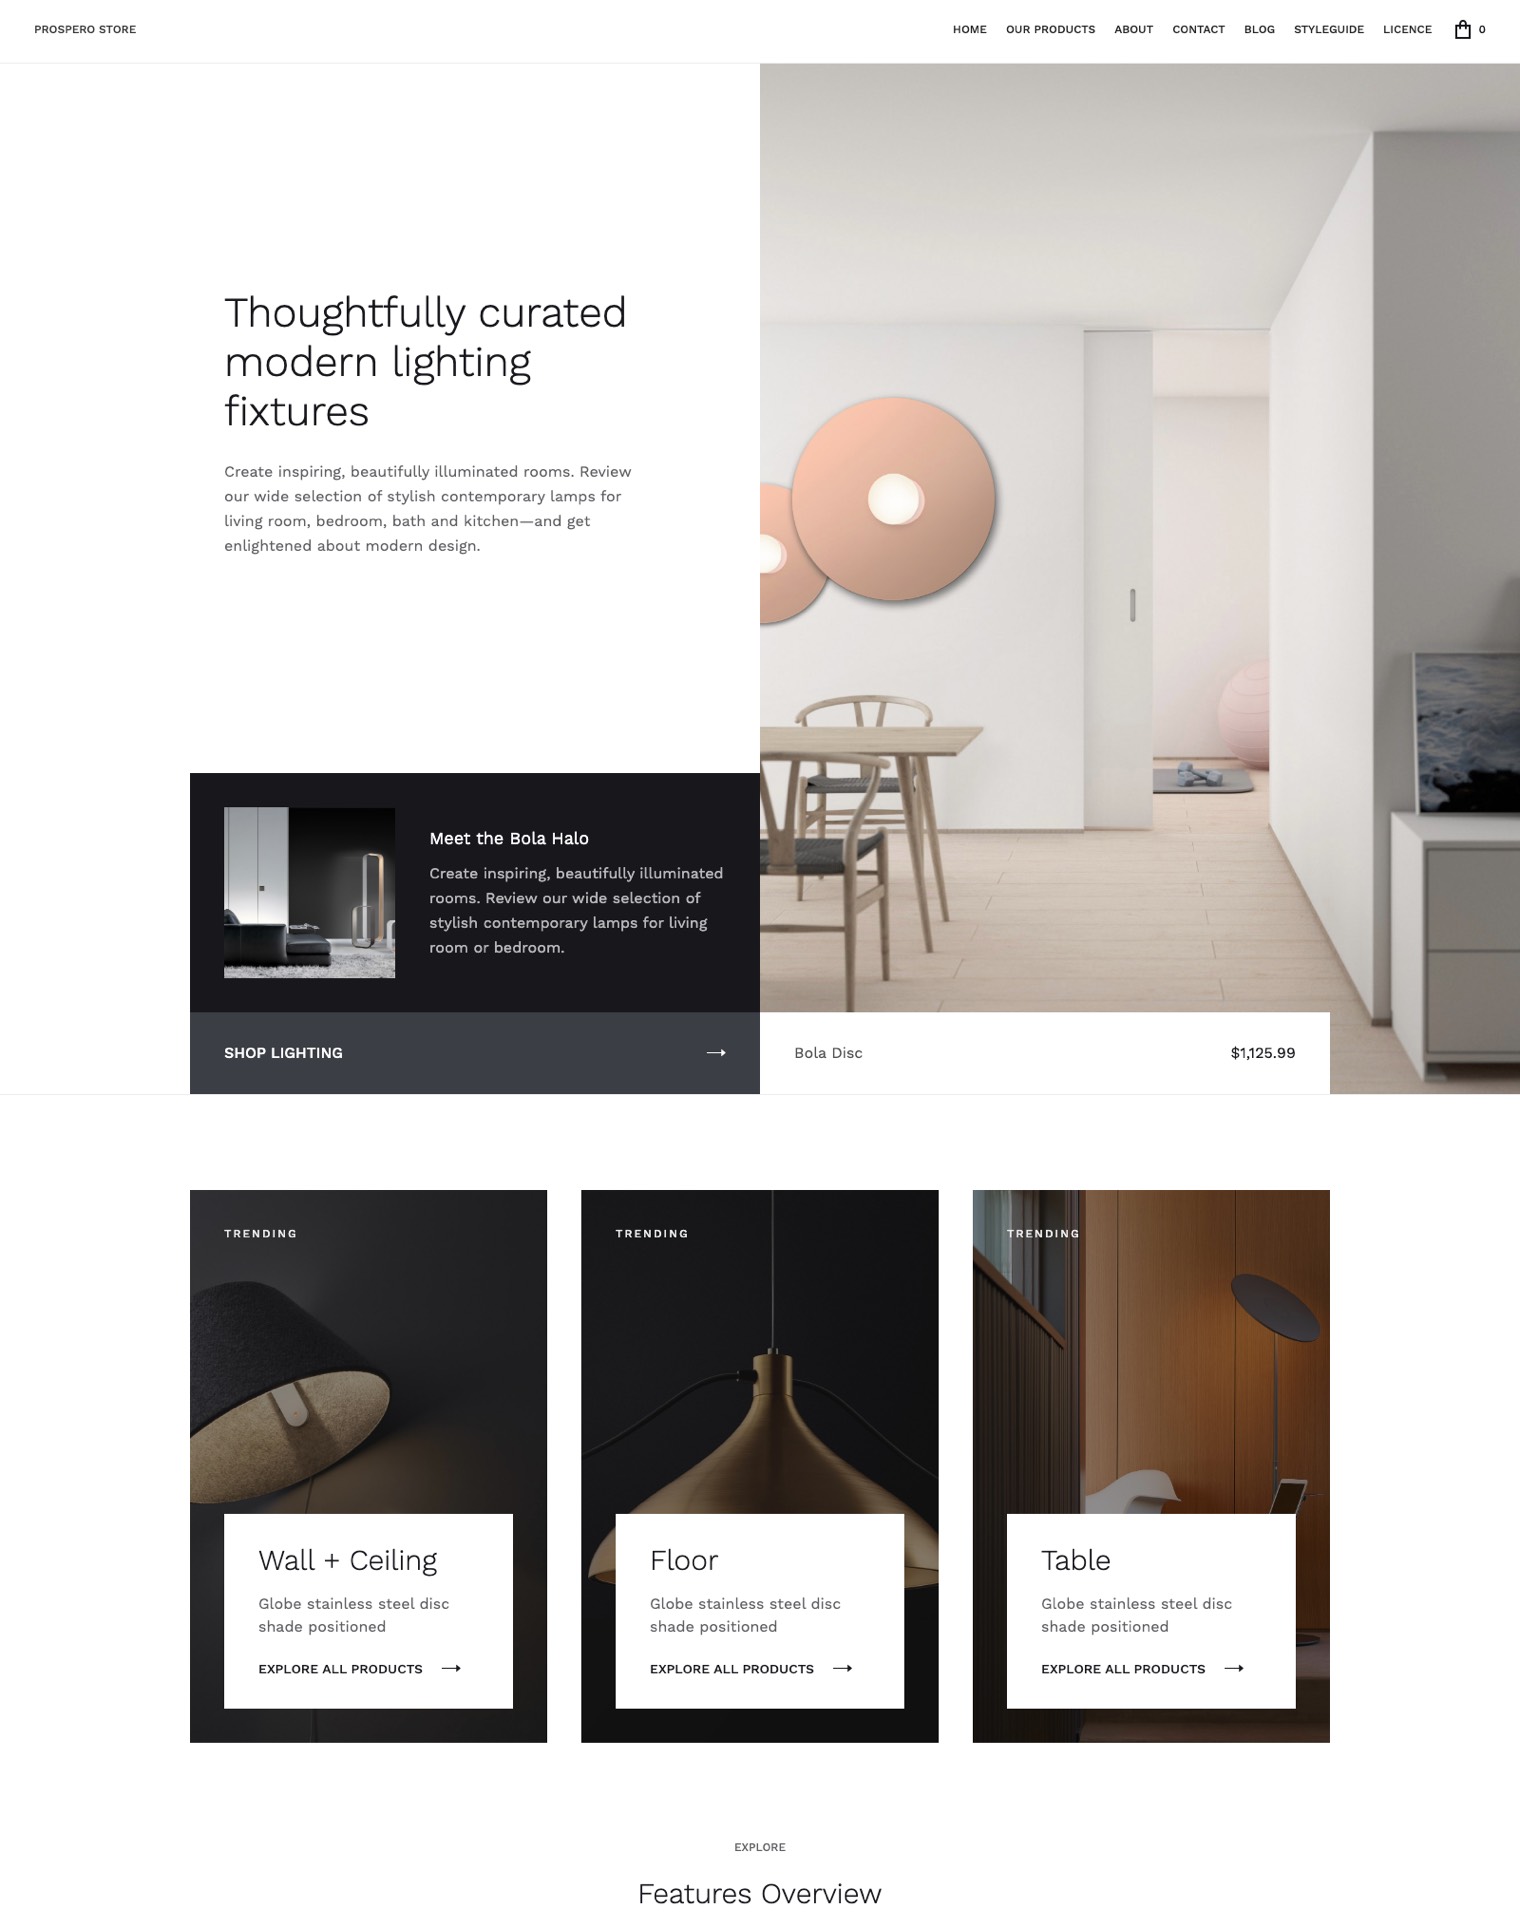 PROSPERO STORE
HOME OUR PRODUCTS ABOUT CONTACT BLOG STYLEGUIDE LICENCE 0
Thoughtfully curated
modern lighting
fixtures
Create inspiring, beautifully illuminated rooms. Review
our wide selection of stylish contemporary lamps for
living room, bedroom, bath and kitchen—and get
enlightened about modern design.
Meet the Bola Halo
Create inspiring, beautifully illuminated
rooms. Review our wide selection of
stylish contemporary lamps for living
room or bedroom.
SHOP LIGHTING
Bola Disc
$1,125.99
TRENDING
Wall + Ceiling
Globe stainless steel disc
shade positioned
EXPLORE ALL PRODUCTS
TRENDING
Floor
Globe stainless steel disc
shade positioned
EXPLORE ALL PRODUCTS
TRENDING
Table
Globe stainless steel disc
shade positioned
EXPLORE ALL PRODUCTS
EXPLORE
Features Overview